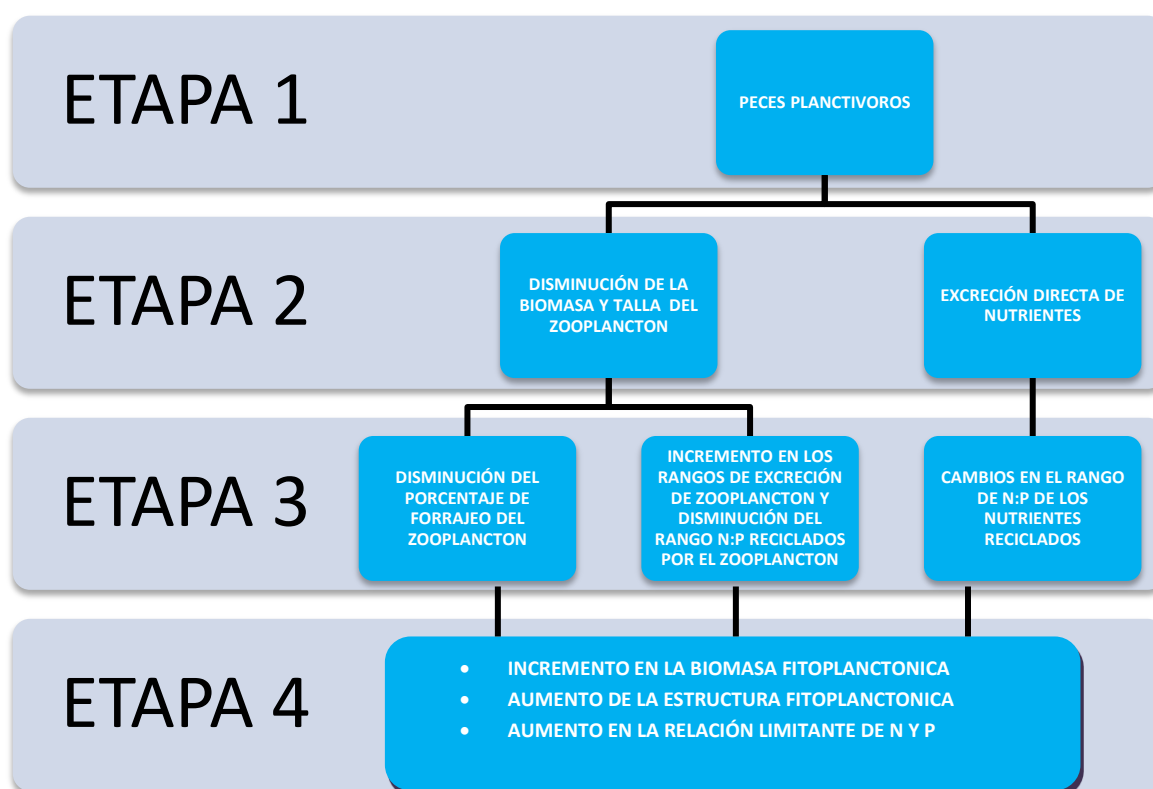 ETAPA 1
PECES PLANCTIVOROS
ETAPA 2
DISMINUCIÓN DE LA
BIOMASA Y TALLA DEL
ZOOPLANCTON
EXCRECIÓN DIRECTA DE
NUTRIENTES
ETAPA 3
DISMINUCIÓN DEL
PORCENTAJE DE
FORRAJEO DEL
ZOOPLANCTON
INCREMENTO EN LOS
RANGOS DE EXCRECIÓN
DE ZOOPLANCTON Y
DISMINUCIÓN DEL
RANGO N:P RECICLADOS
POR EL ZOOPLANCTON
CAMBIOS EN EL RANGO
DE N:P DE LOS
NUTRIENTES
RECICLADOS
ETAPA 4
• INCREMENTO EN LA BIOMASA FITOPLANCTONICA
• AUMENTO DE LA ESTRUCTURA FITOPLANCTONICA
• AUMENTO EN LA RELACIÓN LIMITANTE DE N Y P